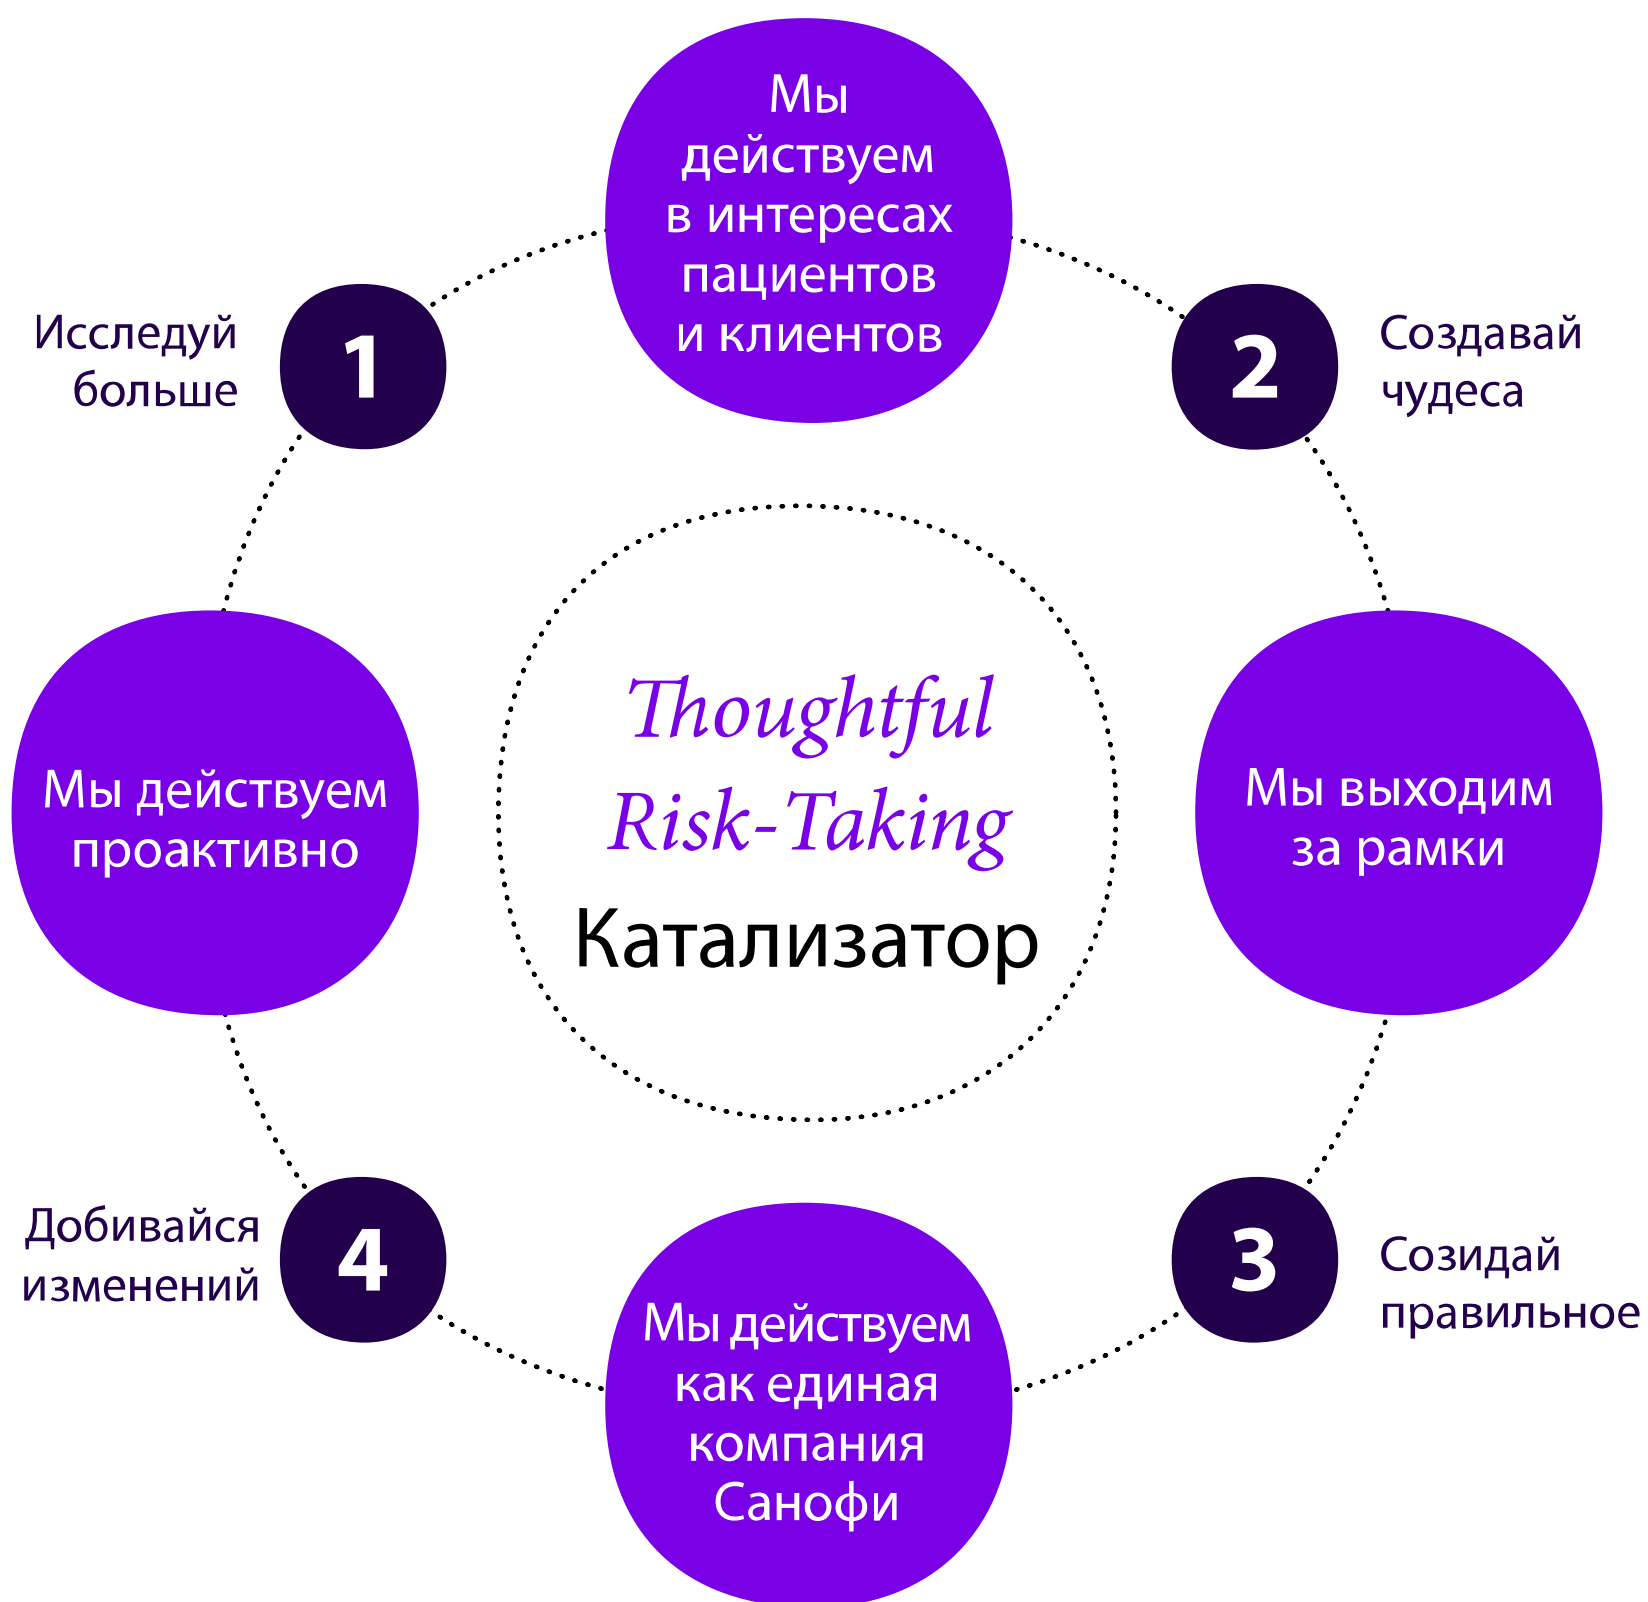 Мы
действуем
в интересах
пациентов
и клиентов
Исследуй
больше
1
2
Создавай
чудеса
Мы действуем
проактивно
Thoughtful
Risk-Taking
Катализатор
Мы выходим
за рамки
Добивайся
изменений
4
3
Созидай
правильное
Мы действуем
как единая
компания
Санофи